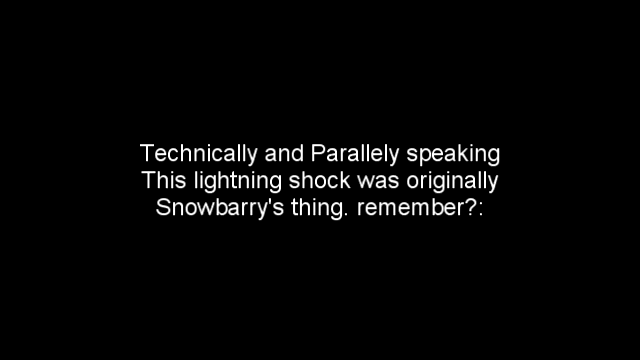 Technically and Parallely speaking
This lightning shock was originally
Snowbarry's thing. remember?: